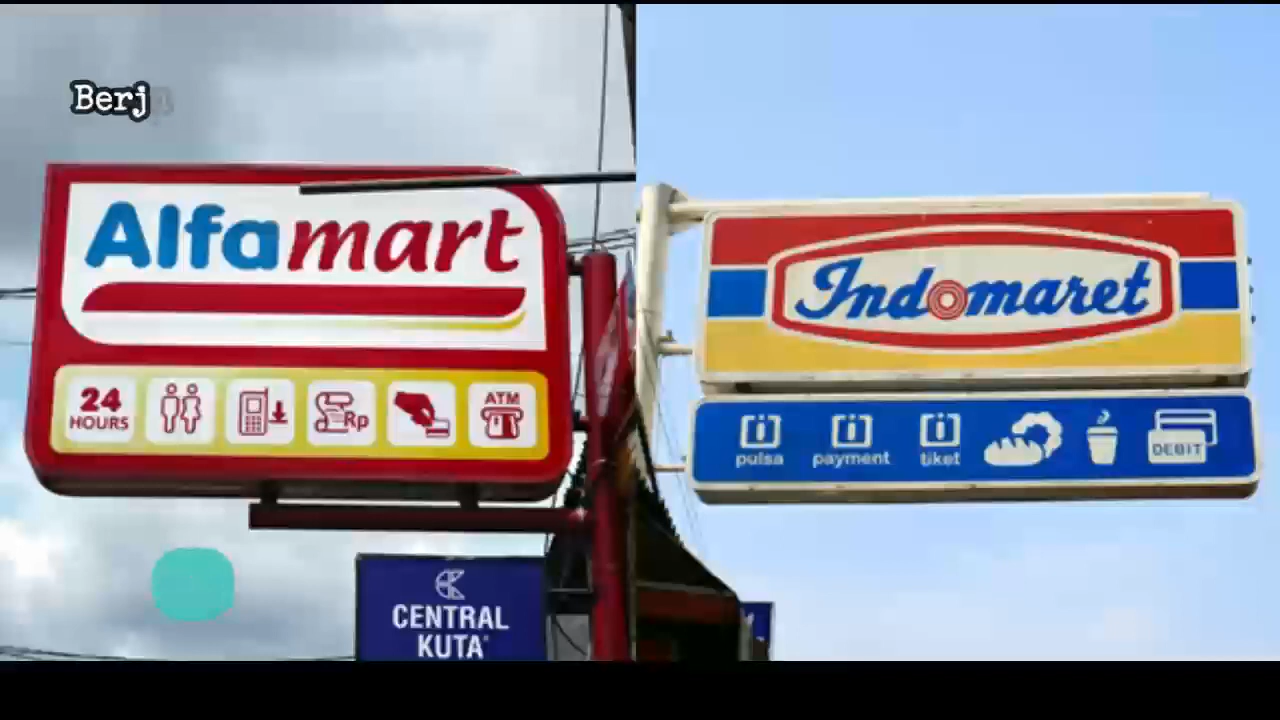 Berj
Alfamart
24
HOURS
Rp
ATM
CENTRAL
KUTA
Indomaret
pulsa
payment
tiket
DEBIT